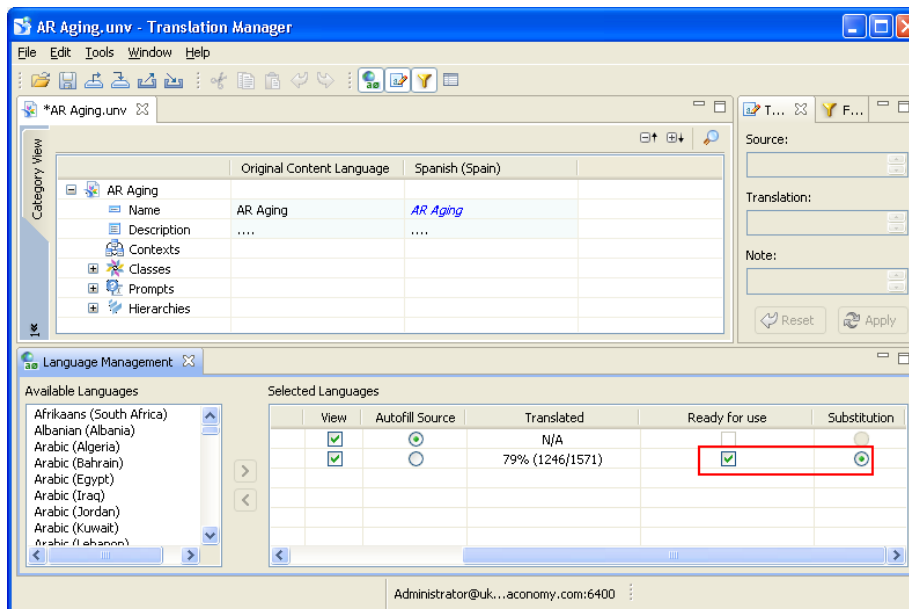 AR Aging.unv - Translation Manager
File Edit Tools Window Help
*AR Aging.unv
T... F...
Category View
Original Content Language Spanish (Spain)
AR Aging
Name AR Aging AR Aging
Description .... ....
Contexts
Classes
Prompts
Hierarchies
Source:
Translation:
Note:
Reset Apply
Language Management
Available Languages
Afrikaans (South Africa)
Albanian (Albania)
Arabic (Algeria)
Arabic (Bahrain)
Arabic (Egypt)
Arabic (Iraq)
Arabic (Jordan)
Arabic (Kuwait)
Arabic (Lebanon)
Selected Languages
View Autofill Source Translated Ready for use Substitution
N/A
79% (1246/1571)
Administrator@uk...aconomy.com:6400